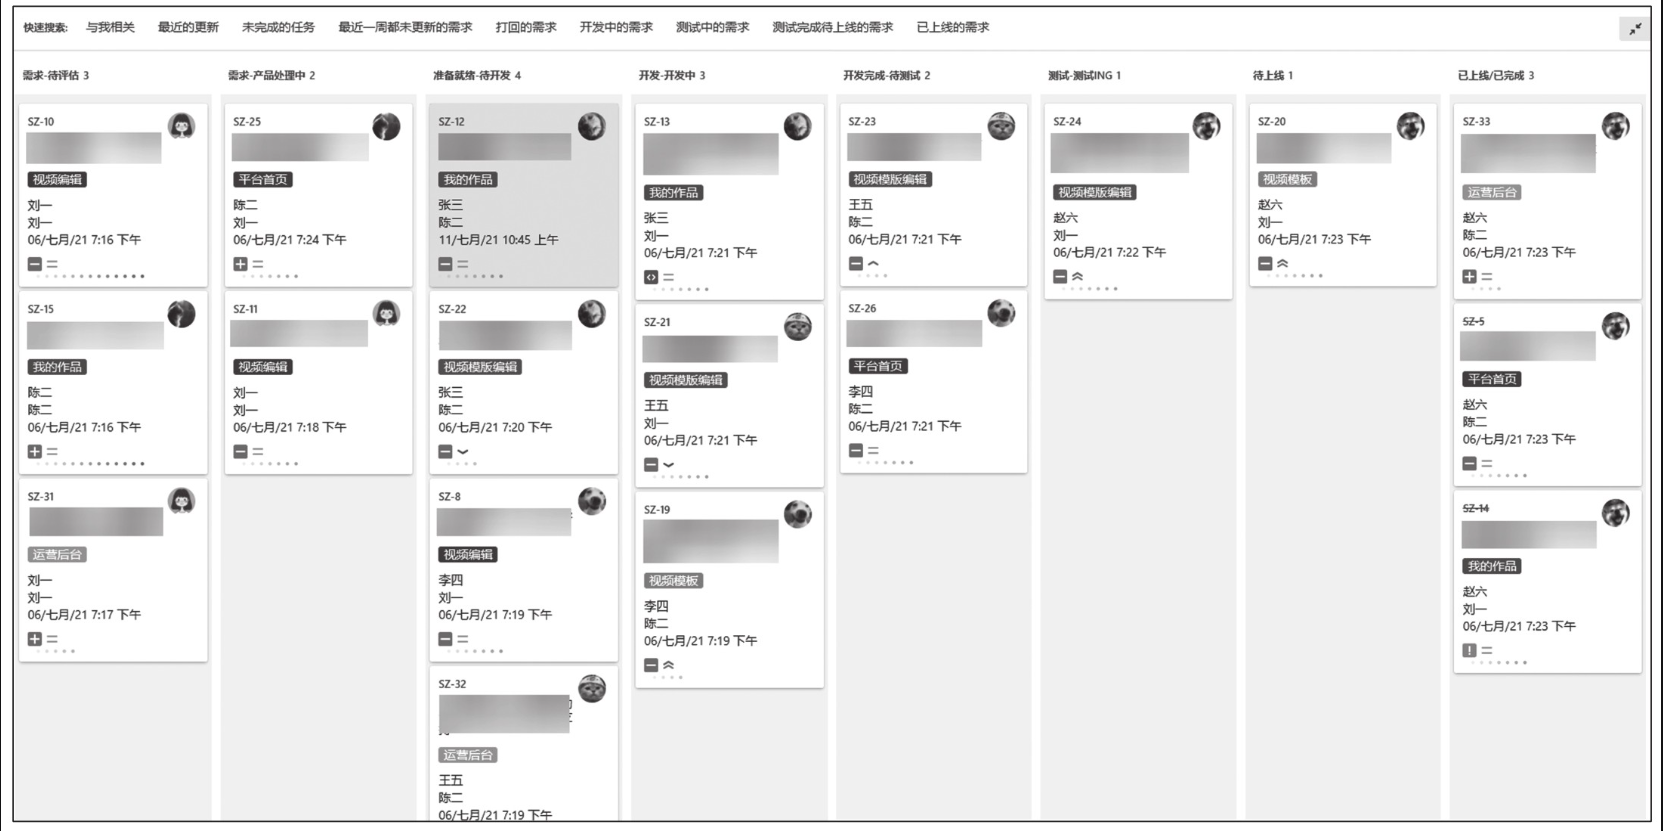 快速搜索: 与我相关 最近的更新 未完成的任务 最近一周都未更新的需求 打回的需求 开发中的需求 测试中的需求 测试完成待上线的需求 已上线的需求
需求-待评估 3
SZ-10
视频编辑
刘一
刘一
06/七月/21 7:16 下午
SZ-15
我的作品
陈二
陈二
06/七月/21 7:16 下午
SZ-31
运营后台
刘一
刘一
06/七月/21 7:17 下午
需求-产品处理中 2
SZ-25
平台首页
陈二
刘一
06/七月/21 7:24 下午
SZ-11
视频编辑
刘一
刘一
06/七月/21 7:18 下午
准备就绪-待开发 4
SZ-12
我的作品
张三
陈二
11/七月/21 10:45 上午
SZ-22
视频模版编辑
张三
陈二
06/七月/21 7:20 下午
SZ-8
视频编辑
李四
刘一
06/七月/21 7:19 下午
SZ-32
运营后台
王五
陈二
06/七月/21 7:19 下午
开发-开发中 3
SZ-13
我的作品
张三
刘一
06/七月/21 7:21 下午
SZ-21
视频模版编辑
王五
刘一
06/七月/21 7:21 下午
SZ-19
视频模板
李四
陈二
06/七月/21 7:19 下午
开发完成-待测试 2
SZ-23
视频模版编辑
王五
陈二
06/七月/21 7:21 下午
SZ-26
平台首页
李四
陈二
06/七月/21 7:21 下午
测试-测试ING 1
SZ-24
视频模版编辑
赵六
刘一
06/七月/21 7:22 下午
待上线 1
SZ-20
视频模板
赵六
刘一
06/七月/21 7:23 下午
已上线/已完成 3
SZ-33
运营后台
赵六
陈二
06/七月/21 7:23 下午
SZ-5
平台首页
赵六
陈二
06/七月/21 7:23 下午
SZ-14
我的作品
赵六
刘一
06/七月/21 7:23 下午